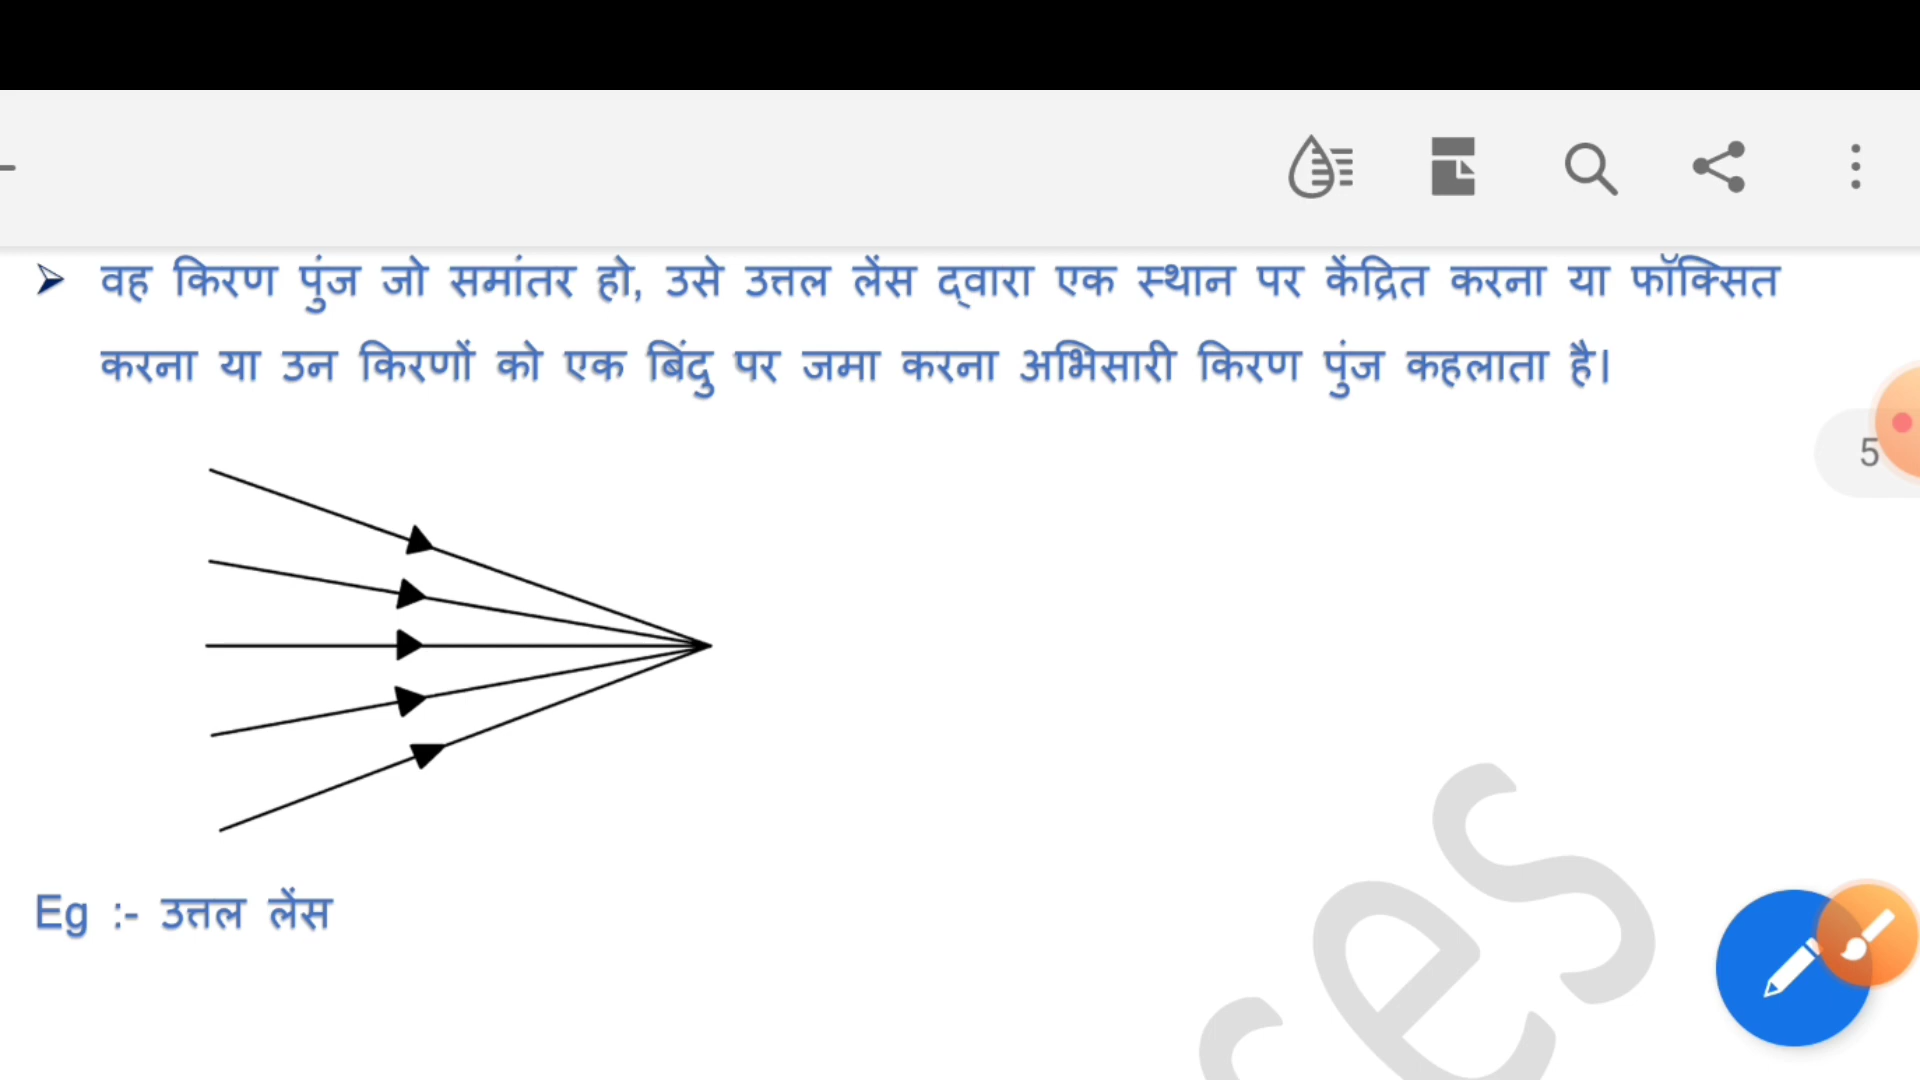 वह किरण पुंज जो समांतर हो, उसे उत्तल लेंस द्वारा एक स्थान पर केंद्रित करना या फॉक्सित
करना या उन किरणों को एक बिंदु पर जमा करना अभिसारी किरण पुंज कहलाता है।
5
Eg :- उत्तल लेंस
ces